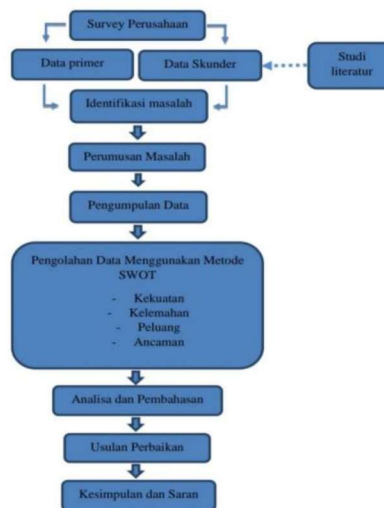 Survey Perusahaan
Data primer
Data Skunder
Studi
literatur
Identifikasi masalah
Perumusan Masalah
Pengumpulan Data
Pengolahan Data Menggunakan Metode
SWOT
- Kekuatan
- Kelemahan
- Peluang
- Ancaman
Analisa dan Pembahasan
Usulan Perbaikan
Kesimpulan dan Saran